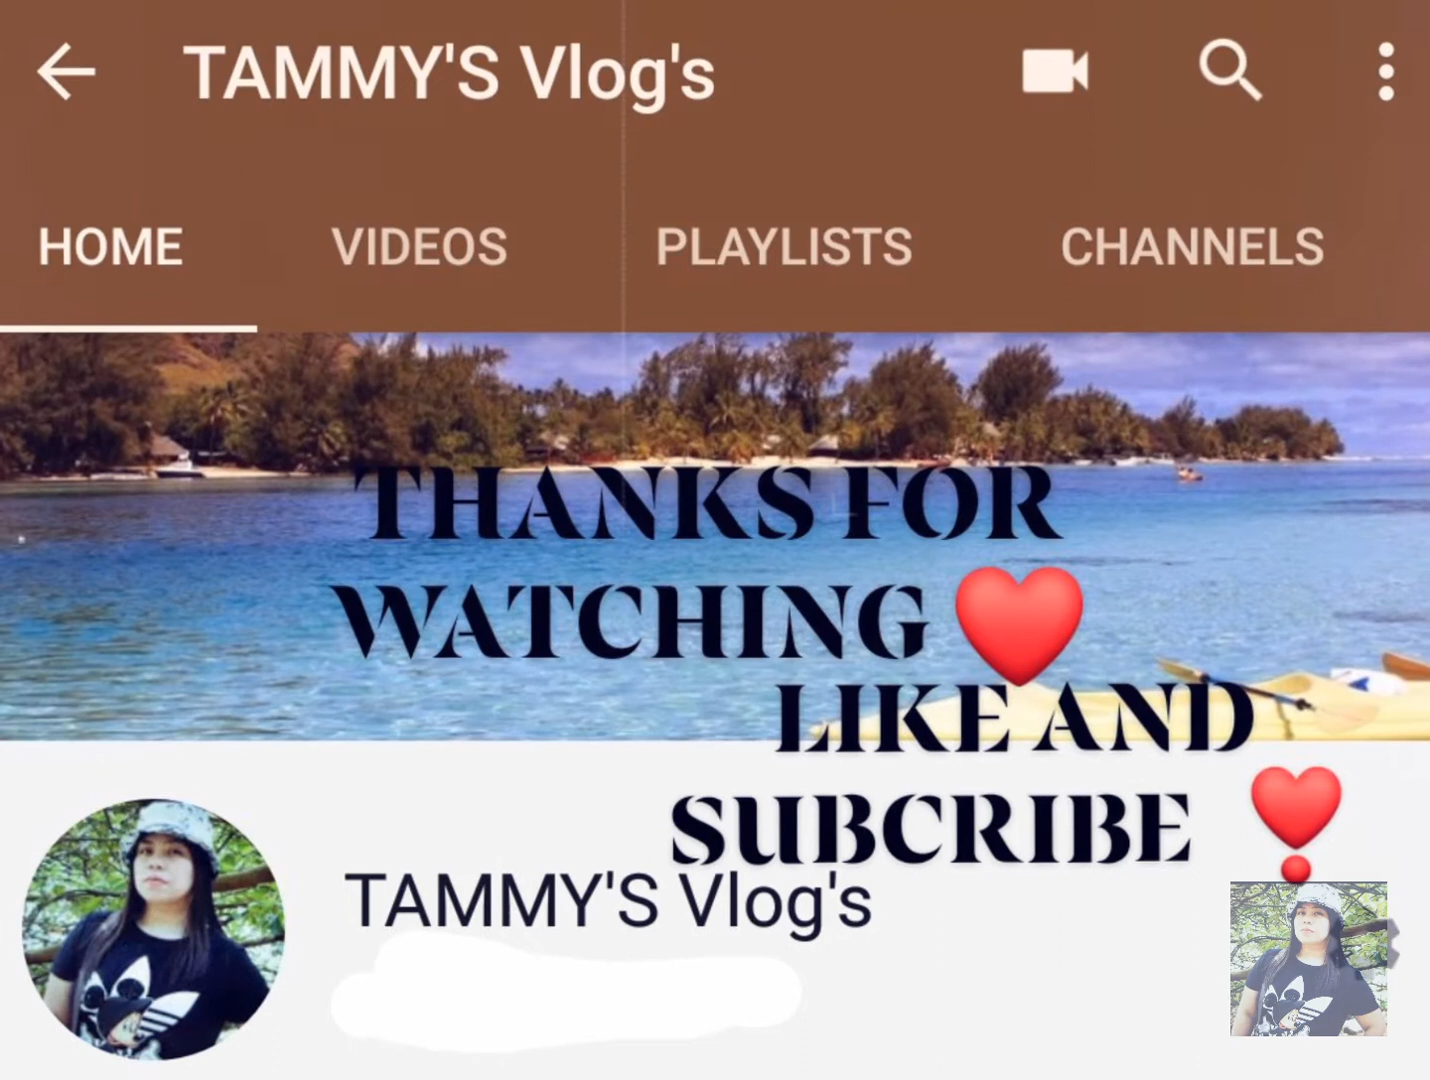 TAMMY'S Vlog's
HOME VIDEOS PLAYLISTS CHANNELS
THANKS FOR
WATCHING ❤️
LIKE AND
SUBCRIBE ❣️
TAMMY'S Vlog's